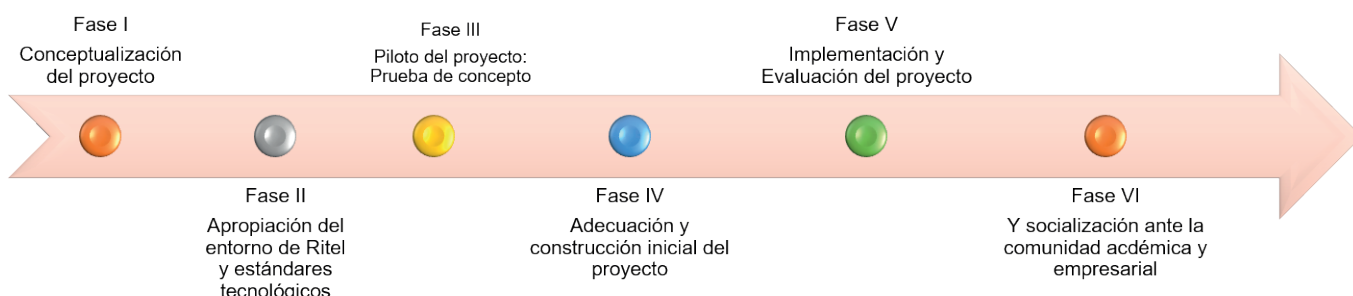 Fase I
Conceptualización
del proyecto
Fase II
Apropiación del
entorno de Ritel
y estándares
tecnológicos
Fase III
Piloto del proyecto:
Prueba de concepto
Fase IV
Adecuación y
construcción inicial del
proyecto
Fase V
Implementación y
Evaluación del proyecto
Fase VI
Y socialización ante la
comunidad acdémica y
empresarial